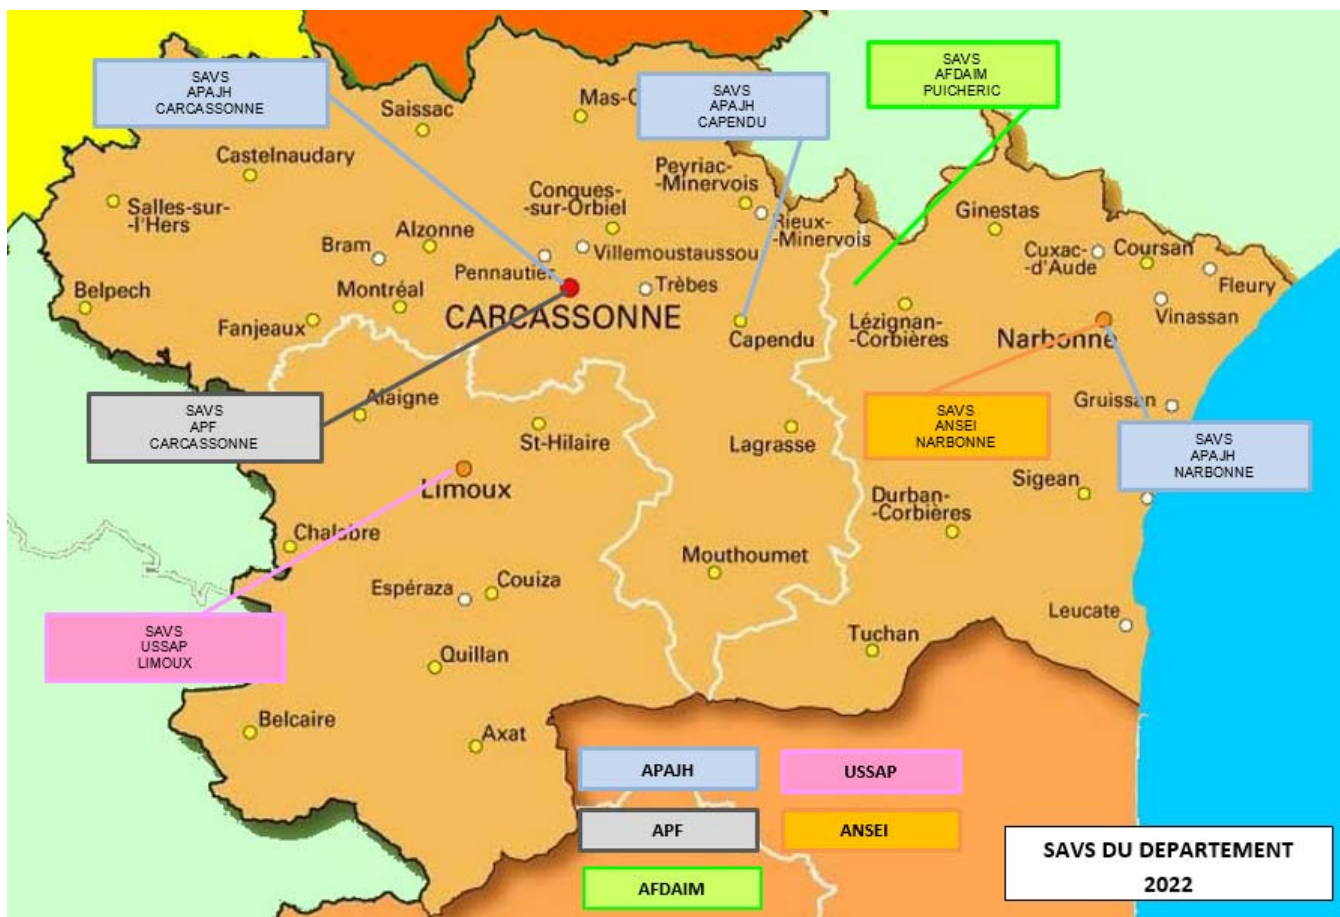 SAVS
APAJH
CARCASSONNE
SAVS
APAJH
CAPENDU
SAVS
AFDAIM
PUICHERIC
Saissac
Mas-C
Castelnaudary
Peyriac-
-Minervois
Salles-sur-
-l'Hers
Conques-
-sur-Orbiel
Rieux-
-Minervois
Ginestas
Bram
Alzonne
Villemoustaussou
Cuxac-
-d'Aude
Coursan
Pennautier
Fleury
Belpech
Montréal
Trèbes
Vinassan
Fanjeaux
CARCASSONNE
Capendu
Lézignan-
-Corbières
Narbonne
SAVS
APF
CARCASSONNE
Alaigne
St-Hilaire
Lagrasse
SAVS
ANSEI
NARBONNE
Gruissan
SAVS
APAJH
NARBONNE
Limoux
Durban-
-Corbières
Sigean
Chalabre
Mouthoumet
Espéraza
Couiza
Leucate
SAVS
USSAP
LIMOUX
Quillan
Tuchan
Belcaire
Axat
APAJH
USSAP
APF
ANSEI
AFDAIM
SAVS DU DEPARTEMENT
2022